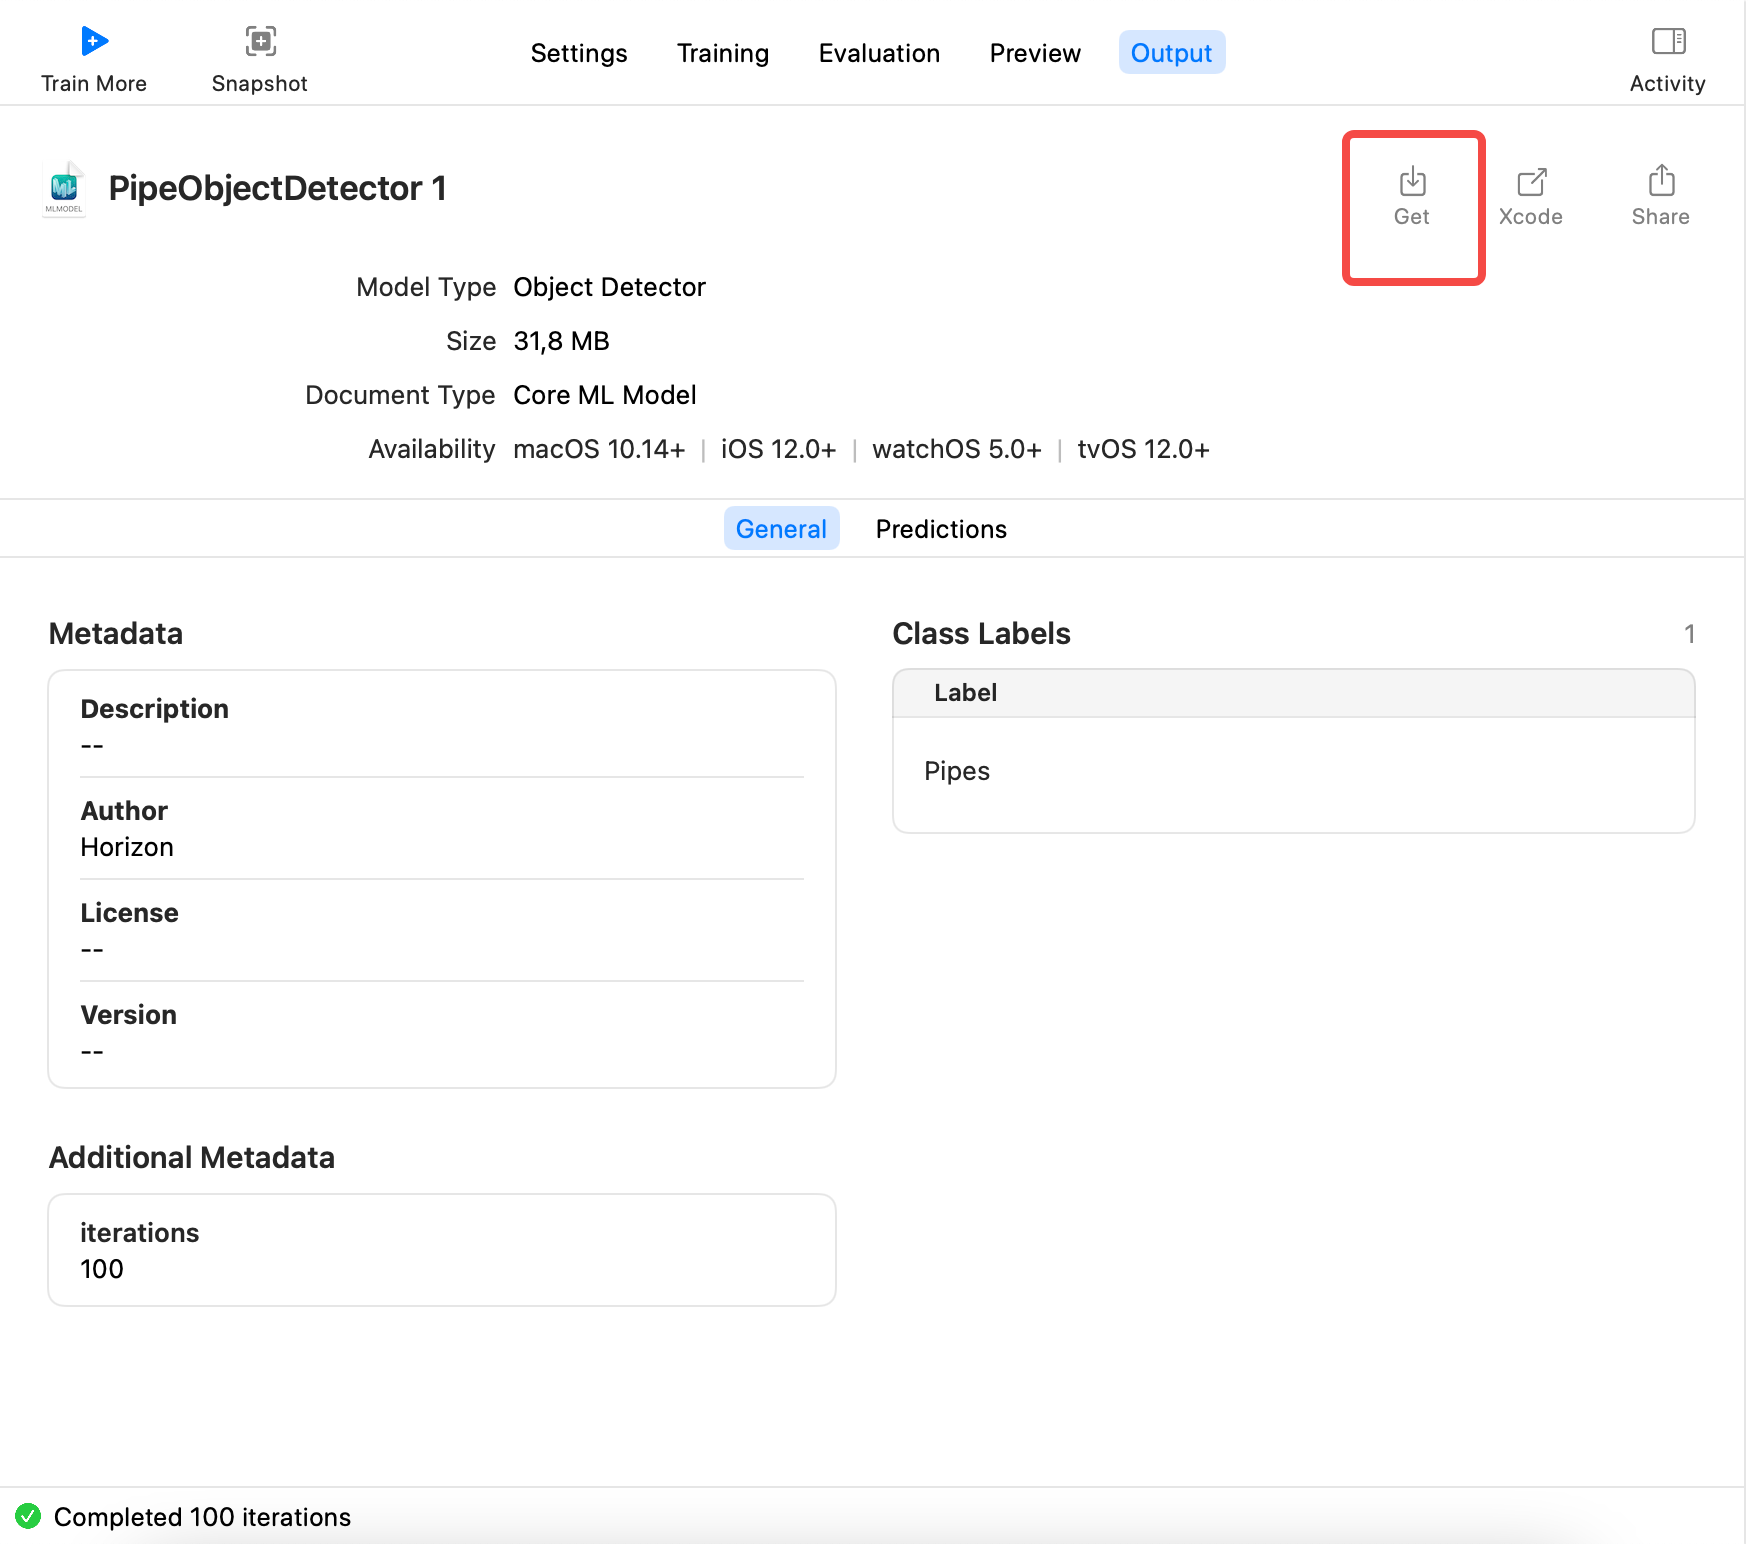 Train More
Snapshot
Settings
Training
Evaluation
Preview
Output
Activity
MLMODEL
PipeObjectDetector 1
Get
Xcode
Share
Model Type Object Detector
Size 31,8 MB
Document Type Core ML Model
Availability macOS 10.14+ | iOS 12.0+ | watchOS 5.0+ | tvOS 12.0+
General
Predictions
Metadata
Description
--
Author
Horizon
License
--
Version
--
Class Labels 1
Label
Pipes
Additional Metadata
iterations
100
Completed 100 iterations